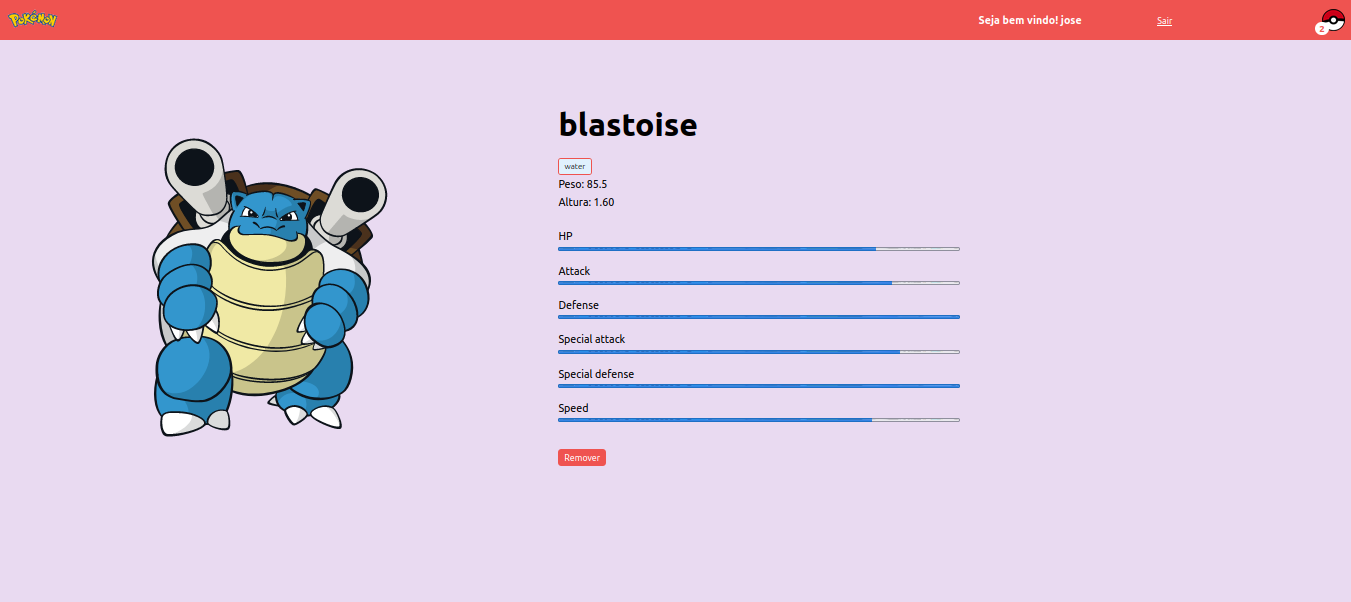 Pokémon
Seja bem vindo! jose
Sair
2
blastoise
water
Peso: 85.5
Altura: 1.60
HP
Attack
Defense
Special attack
Special defense
Speed
Remover